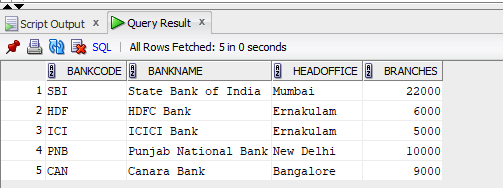 Script Output x Query Result x
SQL | All Rows Fetched: 5 in 0 seconds
BANKCODE BANKNAME HEADOFFICE BRANCHES
1 SBI State Bank of India Mumbai 22000
2 HDF HDFC Bank Ernakulam 6000
3 ICI ICICI Bank Ernakulam 5000
4 PNB Punjab National Bank New Delhi 10000
5 CAN Canara Bank Bangalore 9000